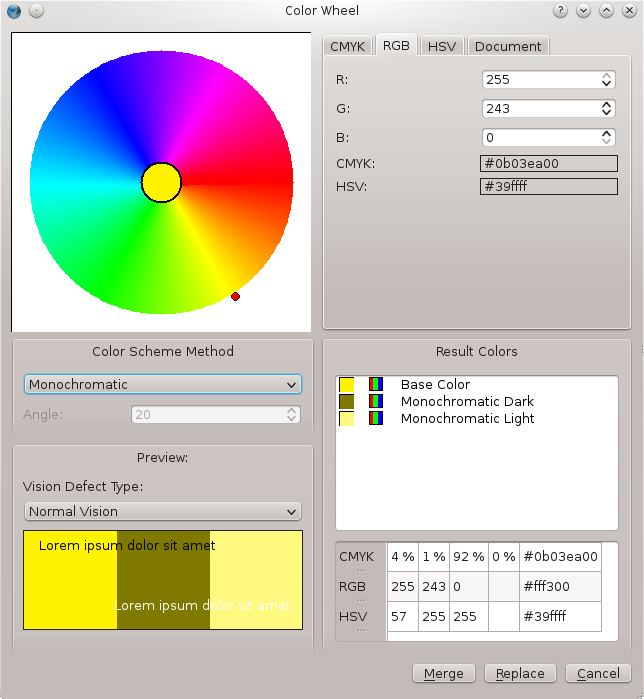 Color Wheel
?
CMYK RGB HSV Document
R: 255
G: 243
B: 0
CMYK: #0b03ea00
HSV: #39ffff
Color Scheme Method
Monochromatic
Angle: 20
Preview:
Vision Defect Type:
Normal Vision
Lorem ipsum dolor sit amet
Lorem ipsum dolor sit amet
Result Colors
Base Color
Monochromatic Dark
Monochromatic Light
CMYK 4 % 1 % 92 % 0 % #0b03ea00
...
RGB 255 243 0 #fff300
...
HSV 57 255 255 #39ffff
...
Merge Replace Cancel